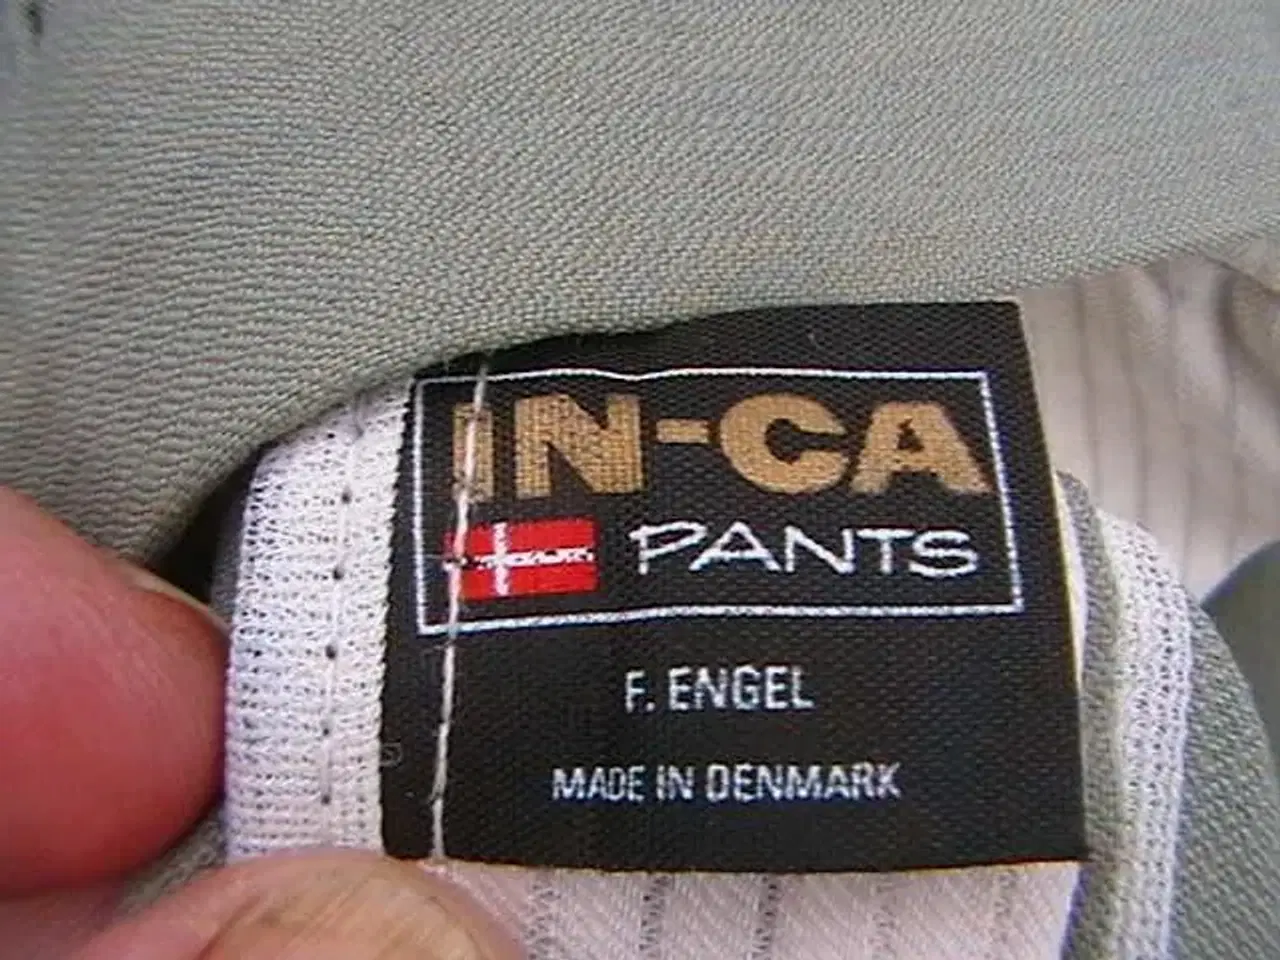 IN-CA
PANTS
F. ENGEL
MADE IN DENMARK